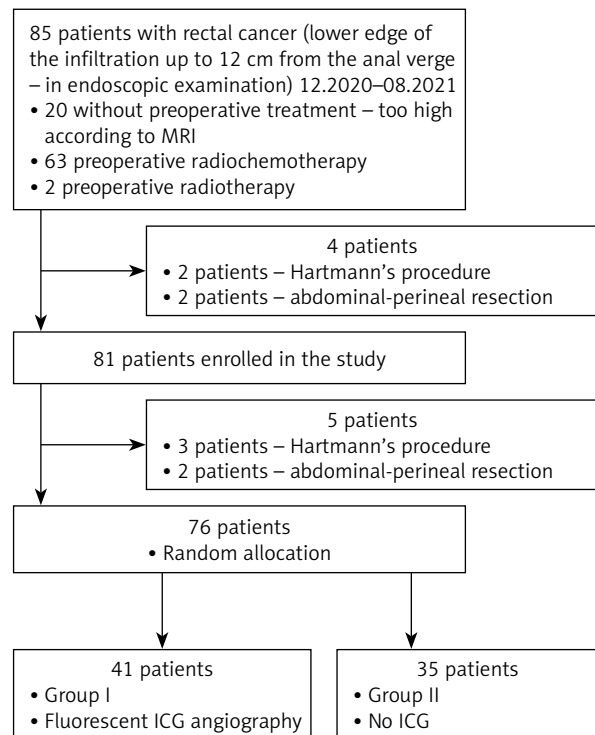 85 patients with rectal cancer (lower edge of
the infiltration up to 12 cm from the anal verge
– in endoscopic examination) 12.2020–08.2021
• 20 without preoperative treatment – too high
according to MRI
• 63 preoperative radiochemotherapy
• 2 preoperative radiotherapy
4 patients
• 2 patients – Hartmann's procedure
• 2 patients – abdominal-perineal resection
81 patients enrolled in the study
5 patients
• 3 patients – Hartmann's procedure
• 2 patients – abdominal-perineal resection
76 patients
• Random allocation
41 patients
• Group I
• Fluorescent ICG angiography
35 patients
• Group II
• No ICG